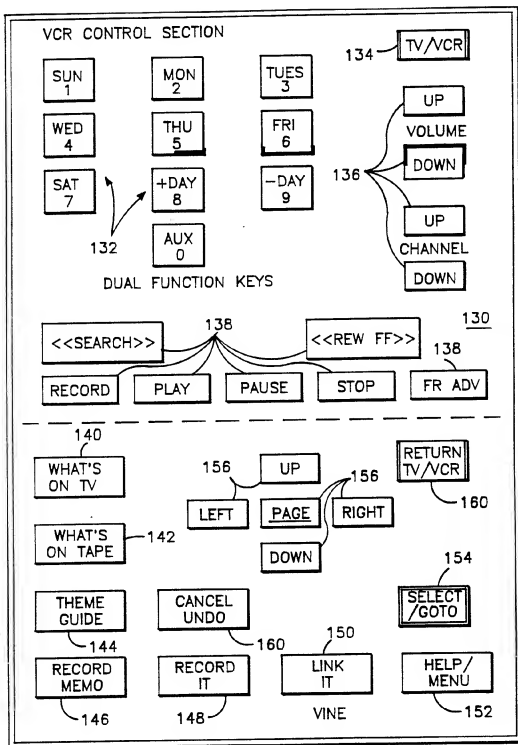 VCR CONTROL SECTION
134
TV/VCR
SUN
1
MON
2
TUES
3
UP
VOLUME
WED
4
THU
5
FRI
6
DOWN
136
SAT
7
+DAY
8
-DAY
9
UP
CHANNEL
132
AUX
0
DOWN
DUAL FUNCTION KEYS
130
<<SEARCH>>
138
<<REW FF>>
138
RECORD
PLAY
PAUSE
STOP
FR ADV
140
WHAT'S
ON TV
156
UP
156
RETURN
TV/VCR
160
LEFT
PAGE
RIGHT
WHAT'S
ON TAPE
142
DOWN
154
THEME
GUIDE
144
CANCEL
UNDO
160
SELECT
/GOTO
150
RECORD
MEMO
146
RECORD
IT
148
LINK
IT
VINE
HELP/
MENU
152